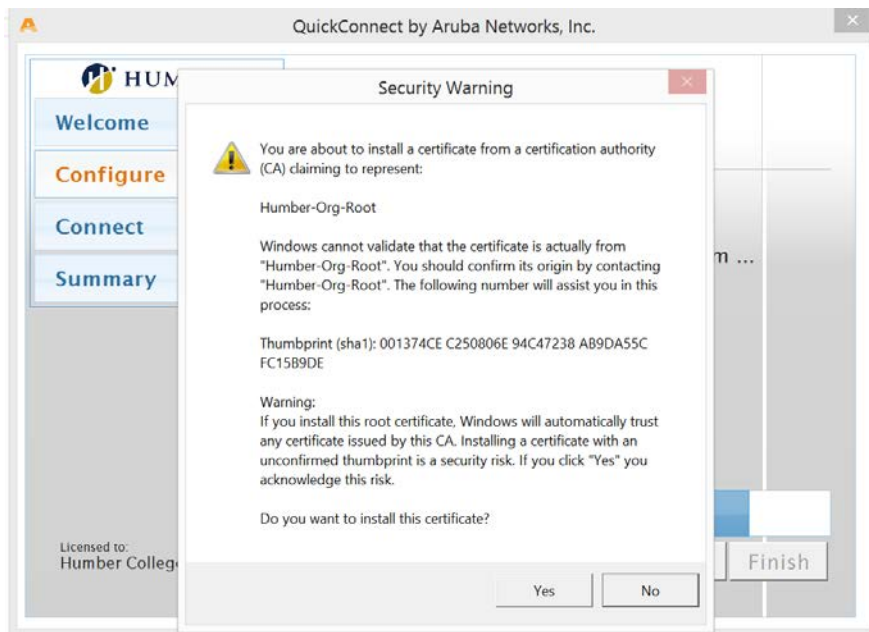 QuickConnect by Aruba Networks, Inc.
HUM
Welcome
Configure
Connect
Summary
m ...
Licensed to:
Humber Colleg
Finish
Security Warning
You are about to install a certificate from a certification authority
(CA) claiming to represent:
Humber-Org-Root
Windows cannot validate that the certificate is actually from
"Humber-Org-Root". You should confirm its origin by contacting
"Humber-Org-Root". The following number will assist you in this
process:
Thumbprint (sha1): 001374CE C250806E 94C47238 AB9DA55C
FC15B9DE
Warning:
If you install this root certificate, Windows will automatically trust
any certificate issued by this CA. Installing a certificate with an
unconfirmed thumbprint is a security risk. If you click "Yes" you
acknowledge this risk.
Do you want to install this certificate?
Yes
No